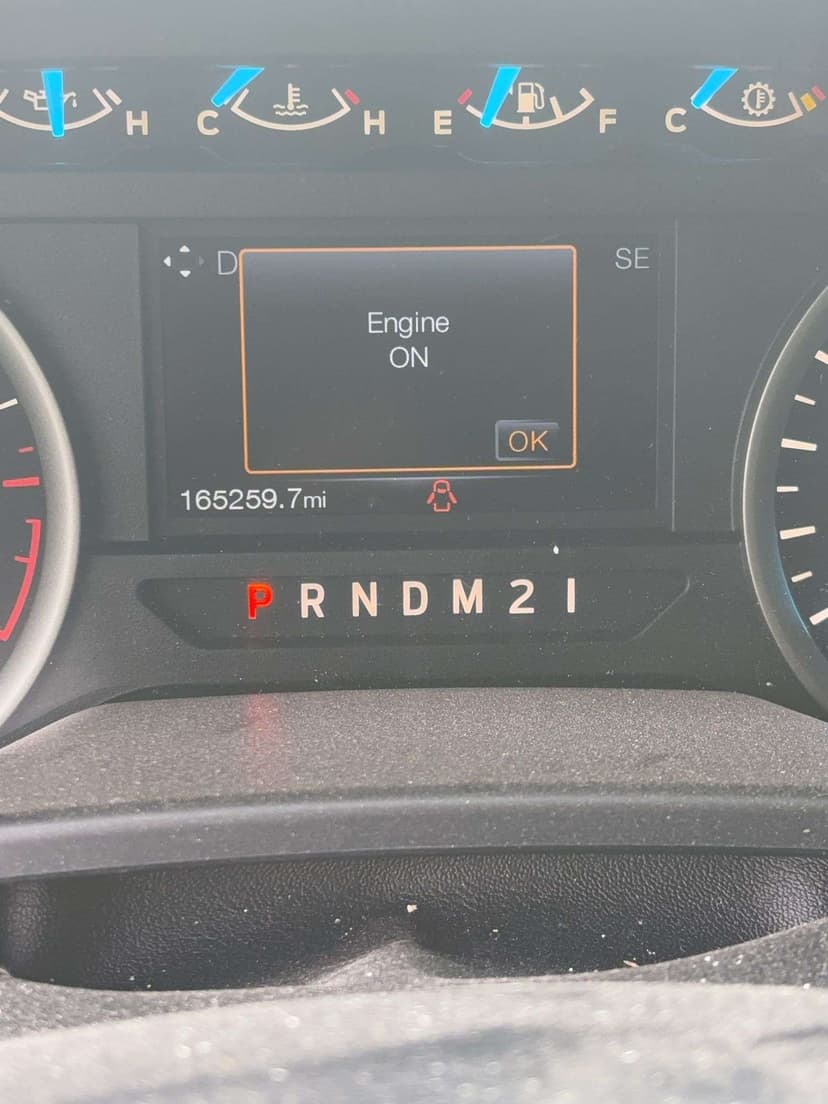 H C H E F C
D SE
Engine
ON
OK
165259.7mi
P R N D M 2 1